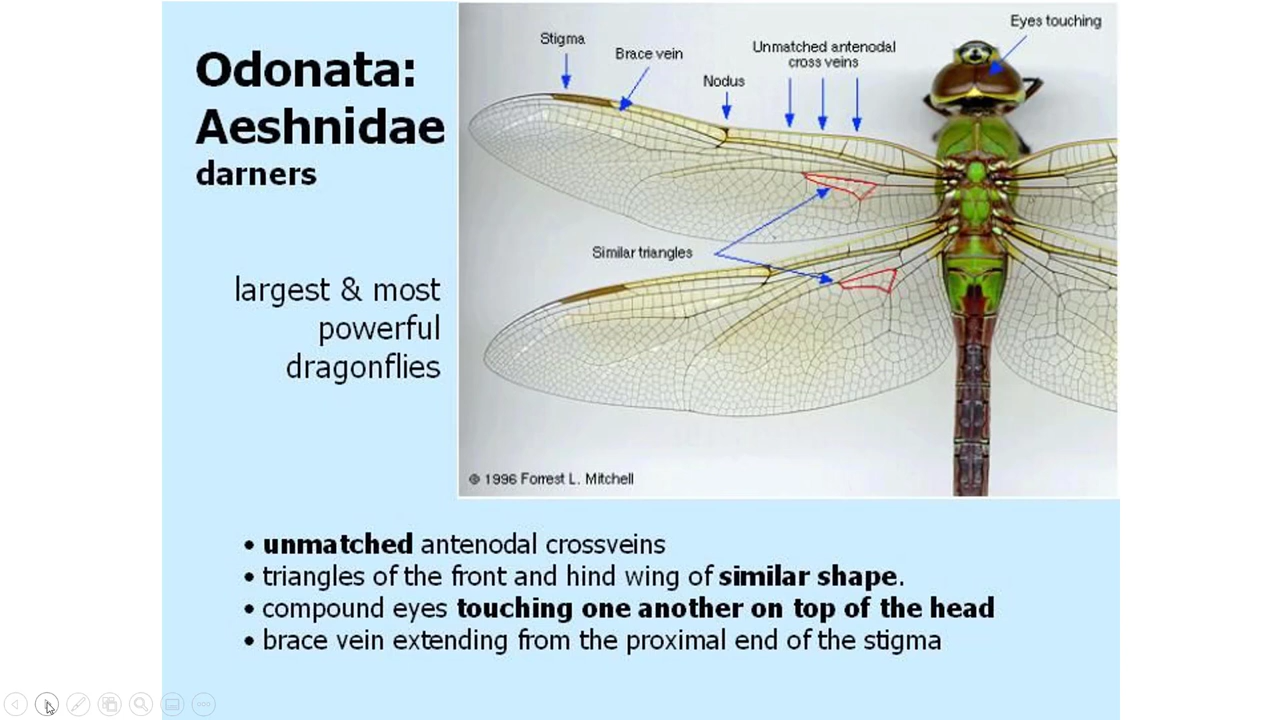 Odonata:
Aeshnidae
darners
largest & most
powerful
dragonflies
Stigma
Brace vein
Nodus
Unmatched antenodal
cross veins
Eyes touching
Similar triangles
© 1996 Forrest L. Mitchell
• unmatched antenodal crossveins
• triangles of the front and hind wing of similar shape.
• compound eyes touching one another on top of the head
• brace vein extending from the proximal end of the stigma